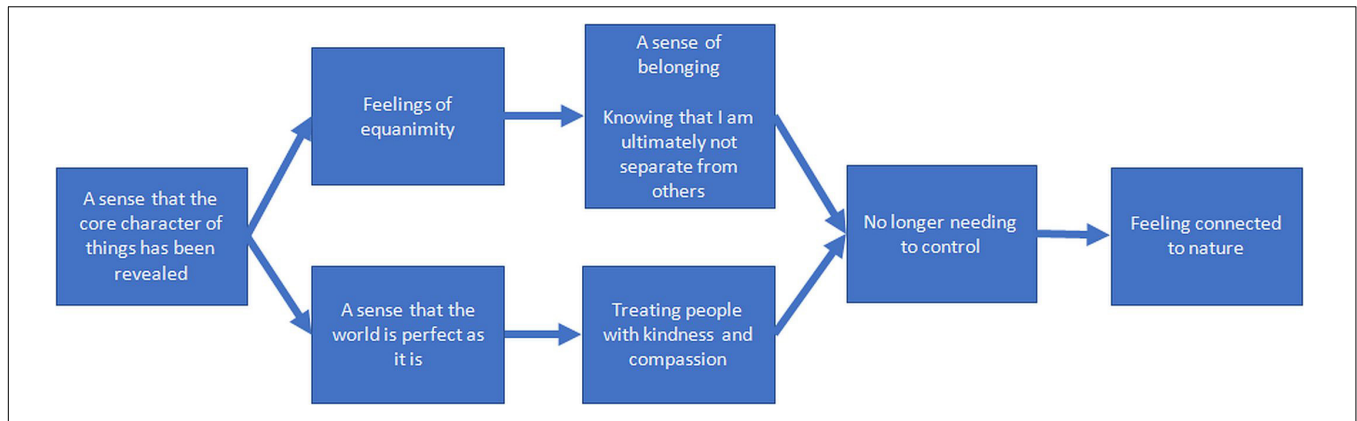 A sense that the
core character of
things has been
revealed
Feelings of
equanimity
A sense of
belonging
Knowing that I am
ultimately not
separate from
others
A sense that the
world is perfect as
it is
Treating people
with kindness and
compassion
No longer needing
to control
Feeling connected
to nature